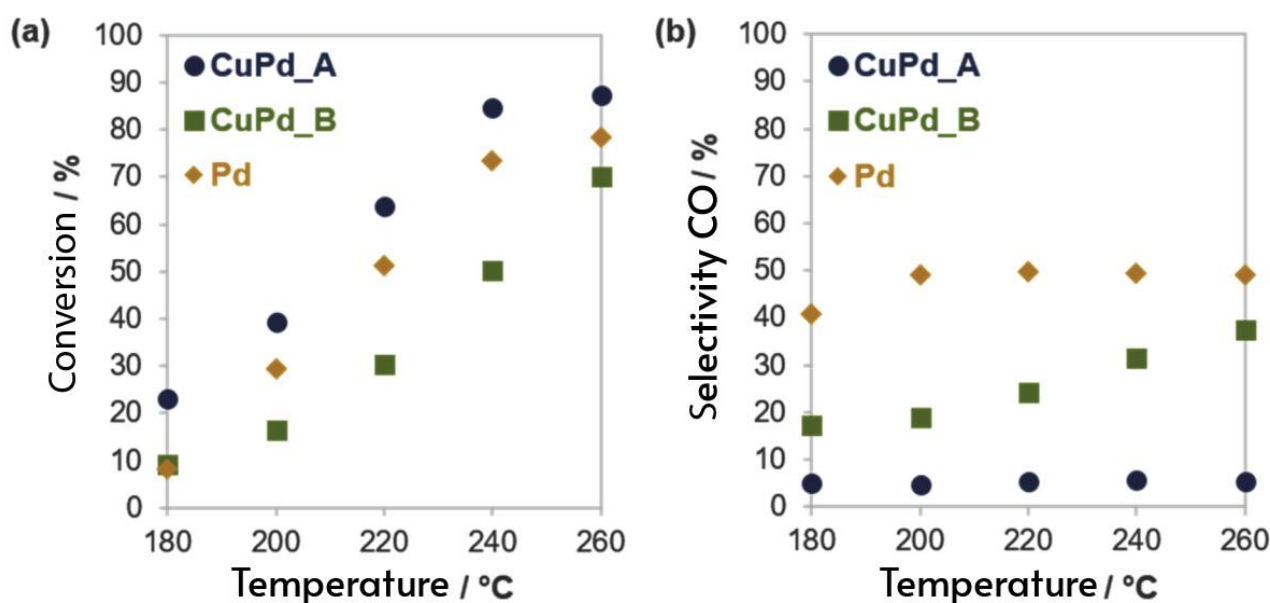 (a)
CuPd_A
CuPd_B
Pd
Conversion / %
100
90
80
70
60
50
40
30
20
10
0
180 200 220 240 260
Temperature / °C
(b)
CuPd_A
CuPd_B
Pd
Selectivity CO / %
100
90
80
70
60
50
40
30
20
10
0
180 200 220 240 260
Temperature / °C